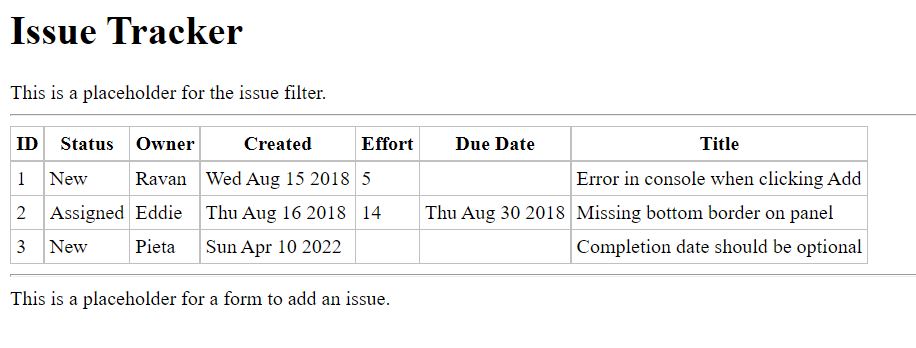 Issue Tracker
This is a placeholder for the issue filter.
ID Status Owner Created Effort Due Date Title
1 New Ravan Wed Aug 15 2018 5 Error in console when clicking Add
2 Assigned Eddie Thu Aug 16 2018 14 Thu Aug 30 2018 Missing bottom border on panel
3 New Pieta Sun Apr 10 2022 Completion date should be optional
This is a placeholder for a form to add an issue.